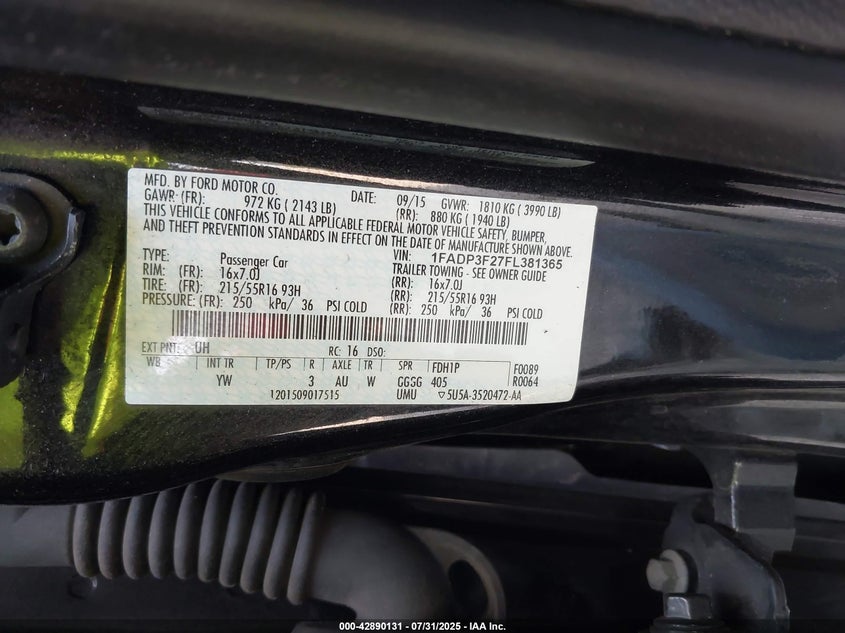 MFD. BY FORD MOTOR CO.
DATE: 09/15 GVWR: 1810 KG ( 3990 LB)
GAWR: (FR): 972 KG ( 2143 LB) (RR): 880 KG ( 1940 LB)
THIS VEHICLE CONFORMS TO ALL APPLICABLE FEDERAL MOTOR VEHICLE SAFETY, BUMPER,
AND THEFT PREVENTION STANDARDS IN EFFECT ON THE DATE OF MANUFACTURE SHOWN ABOVE.
VIN: 1FADP3F27FL381365
TYPE: Passenger Car TRAILER TOWING - SEE OWNER GUIDE
RIM: (FR): 16x7.0J (RR): 16x7.0J
TIRE: (FR): 215/55R16 93H (RR): 215/55R16 93H
PRESSURE: (FR): 250 kPa/ 36 PSI COLD (RR): 250 kPa/ 36 PSI COLD
EXT PNT: UH RC: 16 DSO:
WB INT TR TP/PS R AXLE TR SPR FDH1P F0089
YW 3 AU W GGGG 405 R0064
1201509017515 UMU ▽5U5A-3520472-AA
000-42890131 - 07/31/2025 - IAA Inc.